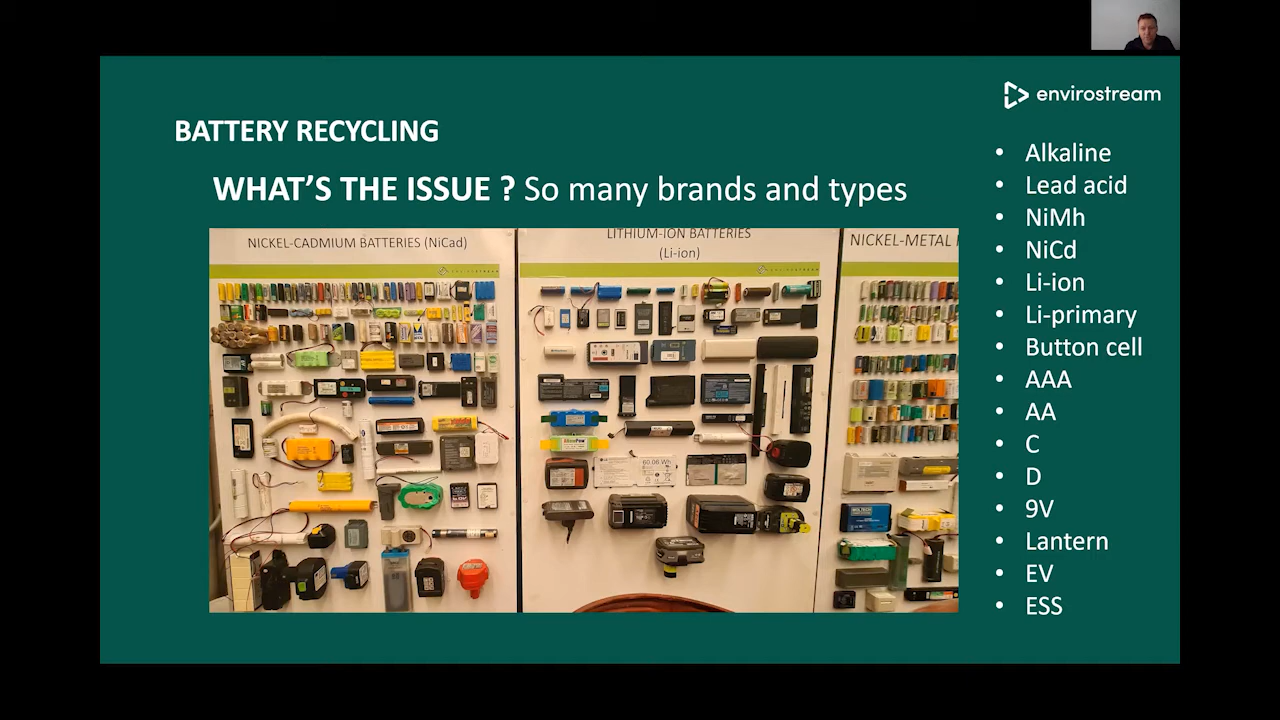 envirostream
BATTERY RECYCLING
WHAT'S THE ISSUE ? So many brands and types
NICKEL-CADMIUM BATTERIES (NiCad)
LITHIUM-ION BATTERIES
(Li-ion)
NICKEL-METAL
• Alkaline
• Lead acid
• NiMh
• NiCd
• Li-ion
• Li-primary
• Button cell
• AAA
• AA
• C
• D
• 9V
• Lantern
• EV
• ESS